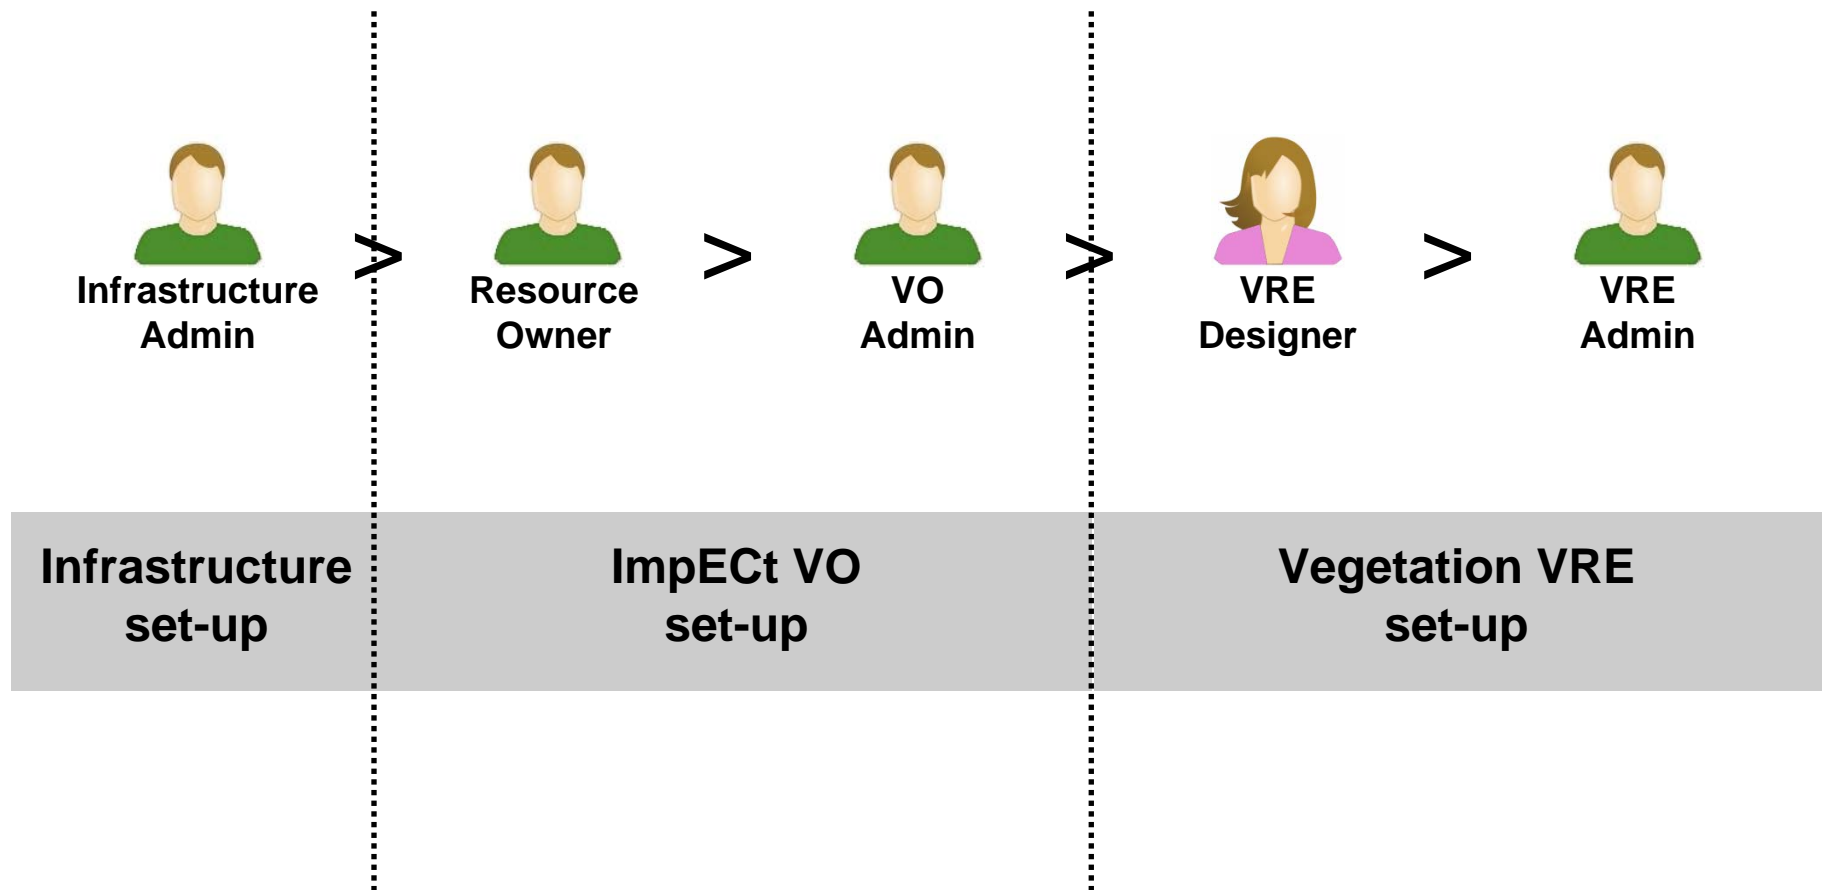 Infrastructure
Admin
>
Resource
Owner
>
VO
Admin
>
VRE
Designer
>
VRE
Admin
Infrastructure
set-up
ImpECt VO
set-up
Vegetation VRE
set-up